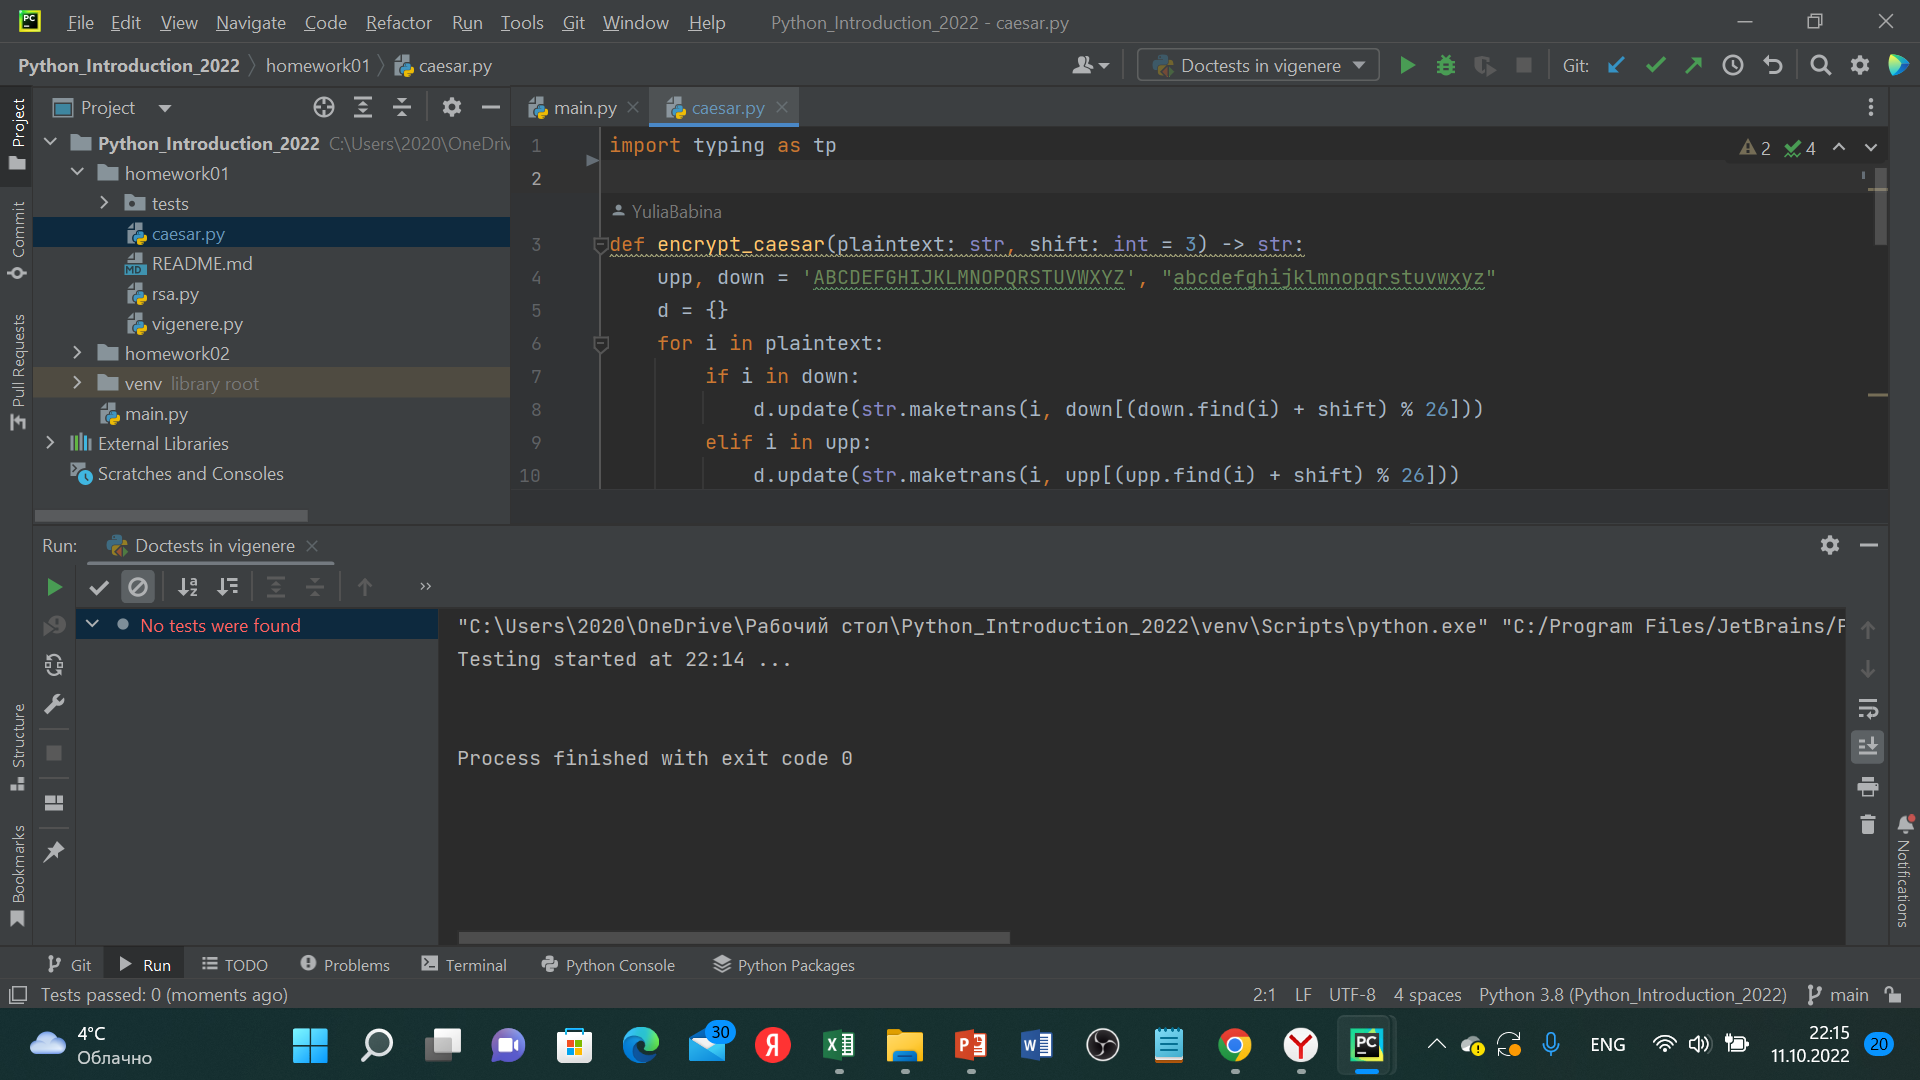 File Edit View Navigate Code Refactor Run Tools Git Window Help Python_Introduction_2022 - caesar.py
Python_Introduction_2022 homework01 caesar.py Doctests in vigenere Git:
Project
Commit
Pull Requests
Structure
Bookmarks
Project
Python_Introduction_2022 C:\Users\2020\OneDriv
homework01
tests
caesar.py
README.md
rsa.py
vigenere.py
homework02
venv library root
main.py
External Libraries
Scratches and Consoles
main.py caesar.py
2 4
1 import typing as tp
2
YuliaBabina
3 def encrypt_caesar(plaintext: str, shift: int = 3) -> str:
4 upp, down = 'ABCDEFGHIJKLMNOPQRSTUVWXYZ', "abcdefghijklmnopqrstuvwxyz"
5 d = {}
6 for i in plaintext:
7 if i in down:
8 d.update(str.maketrans(i, down[(down.find(i) + shift) % 26]))
9 elif i in upp:
10 d.update(str.maketrans(i, upp[(upp.find(i) + shift) % 26]))
Run: Doctests in vigenere
No tests were found
"C:\Users\2020\OneDrive\Рабочий стол\Python_Introduction_2022\venv\Scripts\python.exe" "C:/Program Files/JetBrains/P
Testing started at 22:14 ...
Process finished with exit code 0
Notifications
Git Run TODO Problems Terminal Python Console Python Packages
Tests passed: 0 (moments ago) 2:1 LF UTF-8 4 spaces Python 3.8 (Python_Introduction_2022) main
4°C
Облачно
30
ENG
22:15
11.10.2022
20